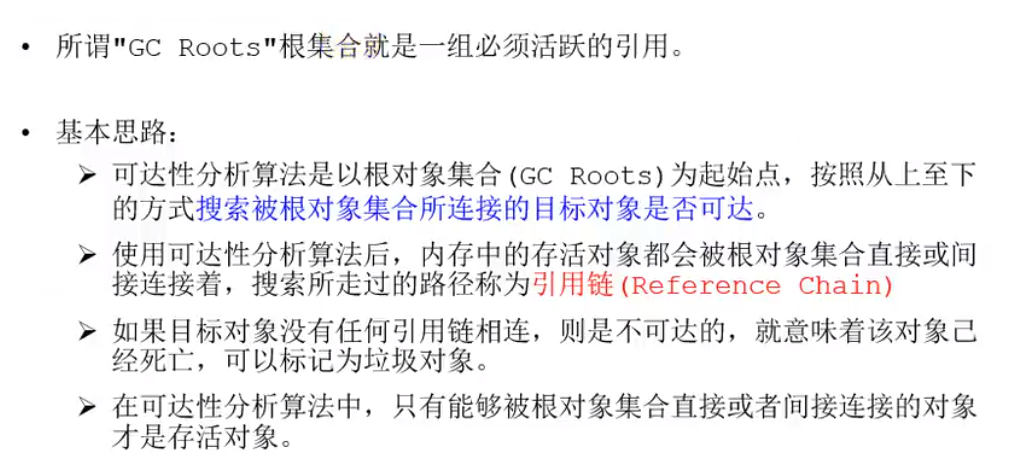 • 所谓"GC Roots"根集合就是一组必须活跃的引用。
• 基本思路：
➢ 可达性分析算法是以根对象集合(GC Roots)为起始点，按照从上至下
的方式搜索被根对象集合所连接的目标对象是否可达。
➢ 使用可达性分析算法后，内存中的存活对象都会被根对象集合直接或间
接连接着，搜索所走过的路径称为引用链(Reference Chain)
➢ 如果目标对象没有任何引用链相连，则是不可达的，就意味着该对象己
经死亡，可以标记为垃圾对象。
➢ 在可达性分析算法中，只有能够被根对象集合直接或者间接连接的对象
才是存活对象。